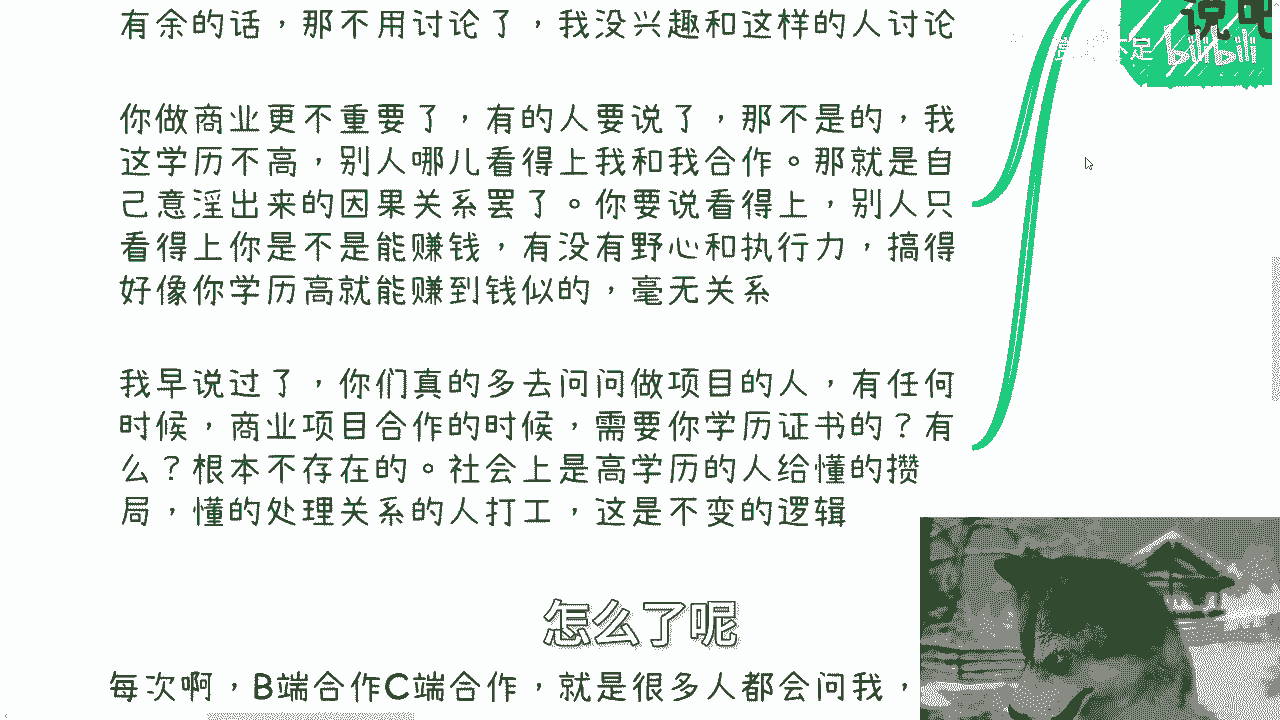 有余的话，那不用讨论了，我没兴趣和这样的人讨论
说吧
不足 bilibili
你做商业更不重要了，有的人要说了，那不是的，我
这学历不高，别人哪儿看得上我和我合作。那就是自
己意淫出来的因果关系罢了。你要说看得上，别人只
看得上你是不是能赚钱，有没有野心和执行力，搞得
好像你学历高就能赚到钱似的，毫无关系
我早说过了，你们真的多去问问做项目的人，有任何
时候，商业项目合作的时候，需要你学历证书的？有
么？根本不存在的。社会上是高学历的人给懂的攒
局，懂的处理关系的人打工，这是不变的逻辑
怎么了呢
每次啊，B端合作C端合作，就是很多人都会问我，